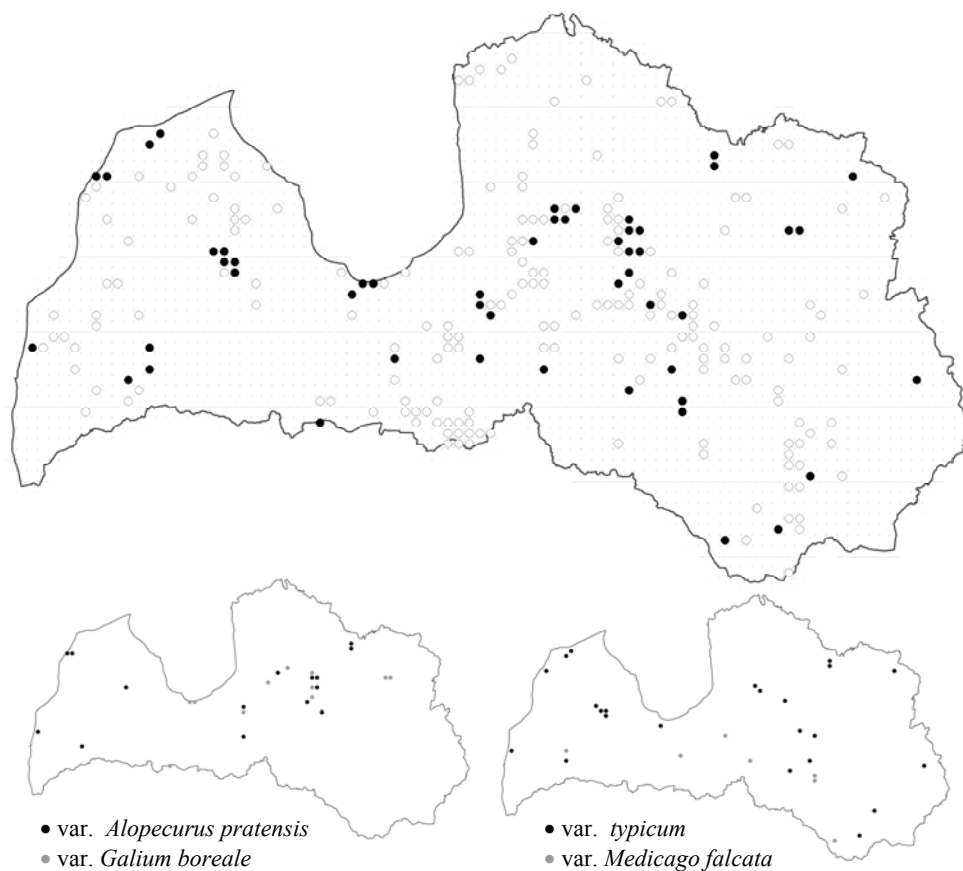 var. Alopecurus pratensis
var. Galium boreale
var. typicum
var. Medicago falcata